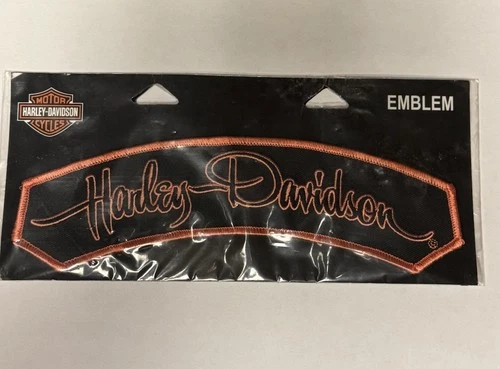 MOTOR
HARLEY-DAVIDSON
CYCLES
EMBLEM
Harley-Davidson
®